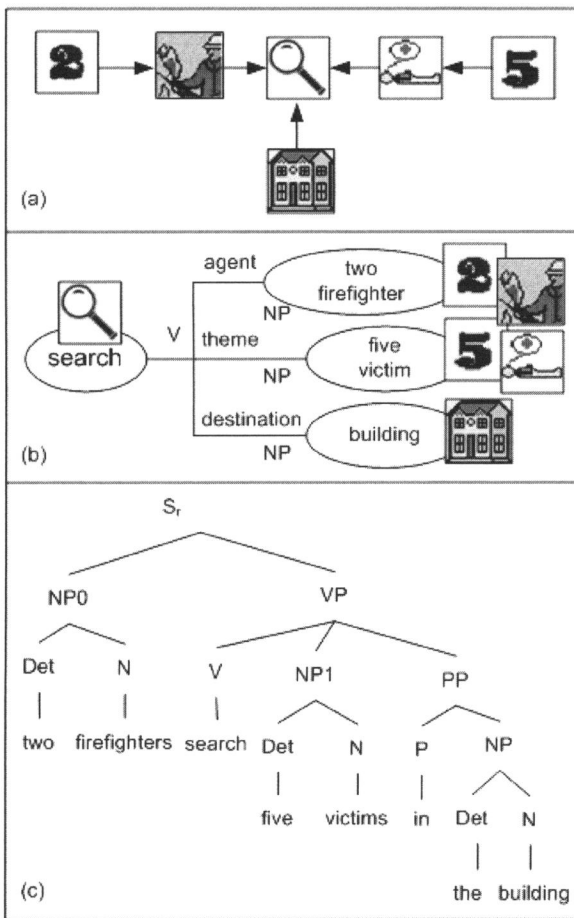 2 5
(a)
agent two firefighter 2
NP
search V theme five victim 5
NP
destination building
NP
(b)
Sr
NP0 VP
Det N V NP1 PP
two firefighters search Det N P NP
five victims in Det N
the building
(c)